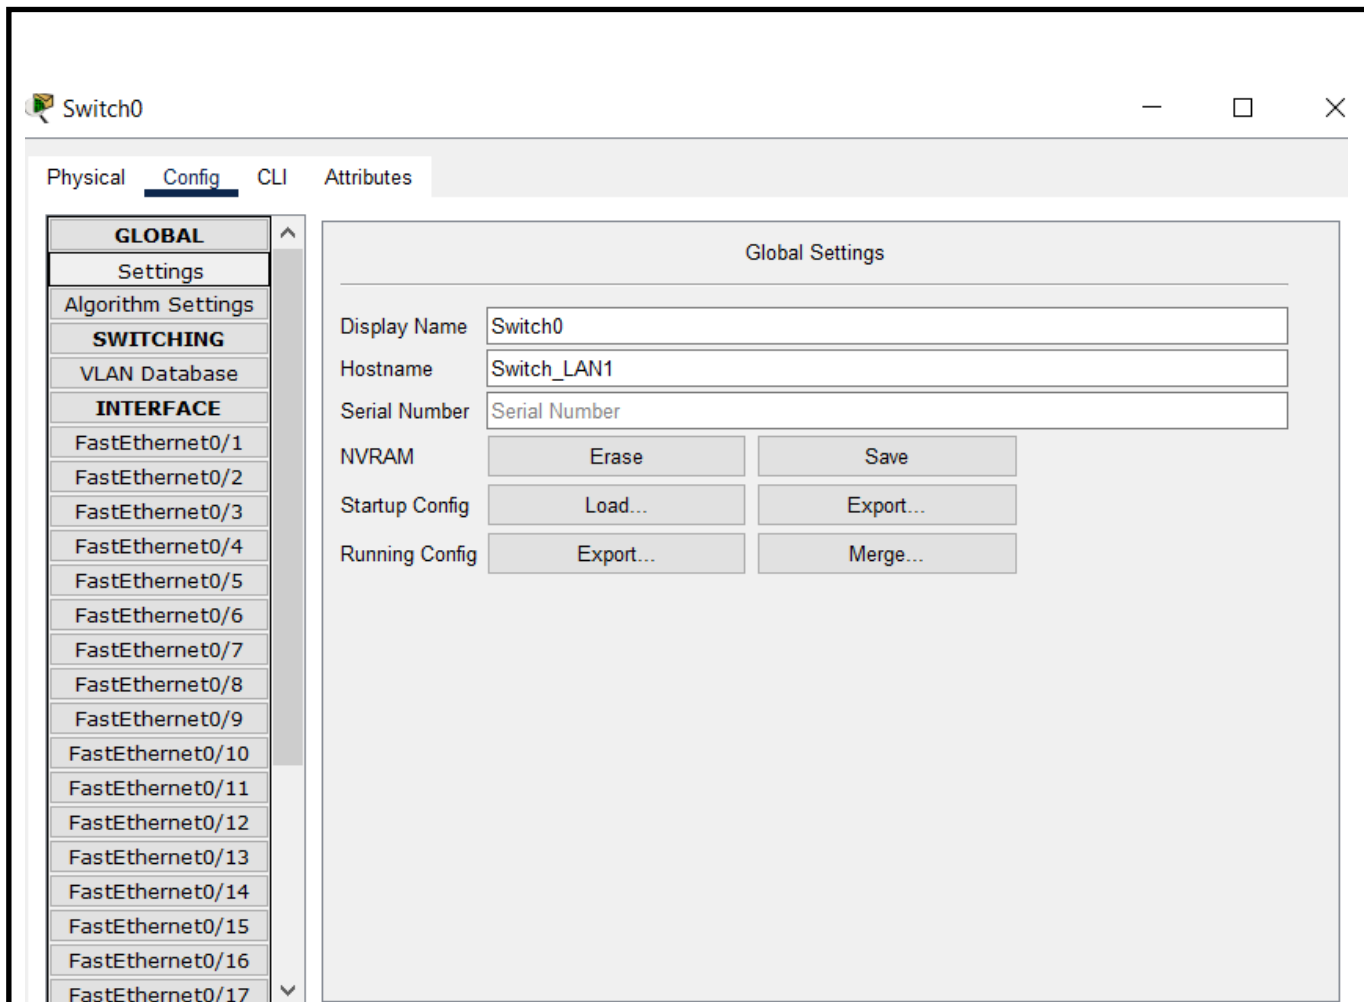 Switch0
Physical Config CLI Attributes
GLOBAL
Settings
Algorithm Settings
SWITCHING
VLAN Database
INTERFACE
FastEthernet0/1
FastEthernet0/2
FastEthernet0/3
FastEthernet0/4
FastEthernet0/5
FastEthernet0/6
FastEthernet0/7
FastEthernet0/8
FastEthernet0/9
FastEthernet0/10
FastEthernet0/11
FastEthernet0/12
FastEthernet0/13
FastEthernet0/14
FastEthernet0/15
FastEthernet0/16
FastEthernet0/17
Global Settings
Display Name Switch0
Hostname Switch_LAN1
Serial Number Serial Number
NVRAM Erase Save
Startup Config Load... Export...
Running Config Export... Merge...